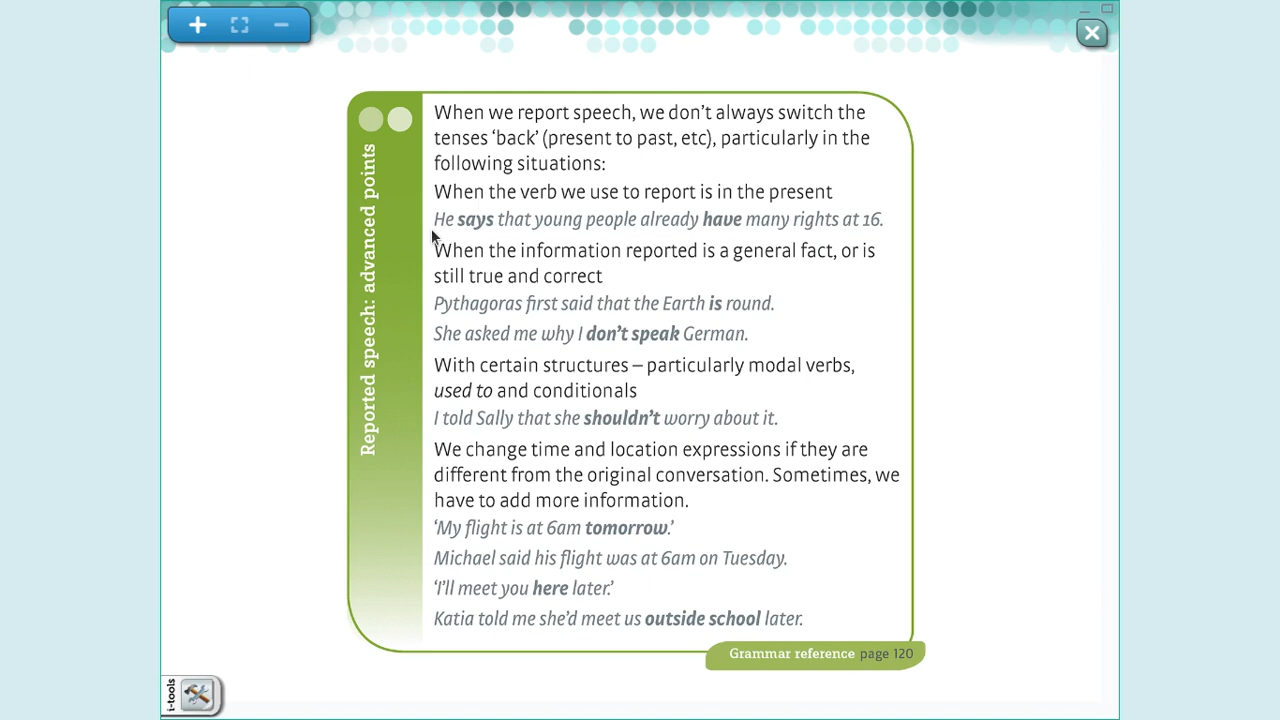 When we report speech, we don't always switch the
tenses ‘back’ (present to past, etc), particularly in the
following situations:
When the verb we use to report is in the present
He says that young people already have many rights at 16.
When the information reported is a general fact, or is
still true and correct
Pythagoras first said that the Earth is round.
She asked me why I don't speak German.
With certain structures – particularly modal verbs,
used to and conditionals
I told Sally that she shouldn't worry about it.
We change time and location expressions if they are
different from the original conversation. Sometimes, we
have to add more information.
‘My flight is at 6am tomorrow.’
Michael said his flight was at 6am on Tuesday.
‘I'll meet you here later.’
Katia told me she'd meet us outside school later.
Reported speech: advanced points
Grammar reference page 120
i-tools